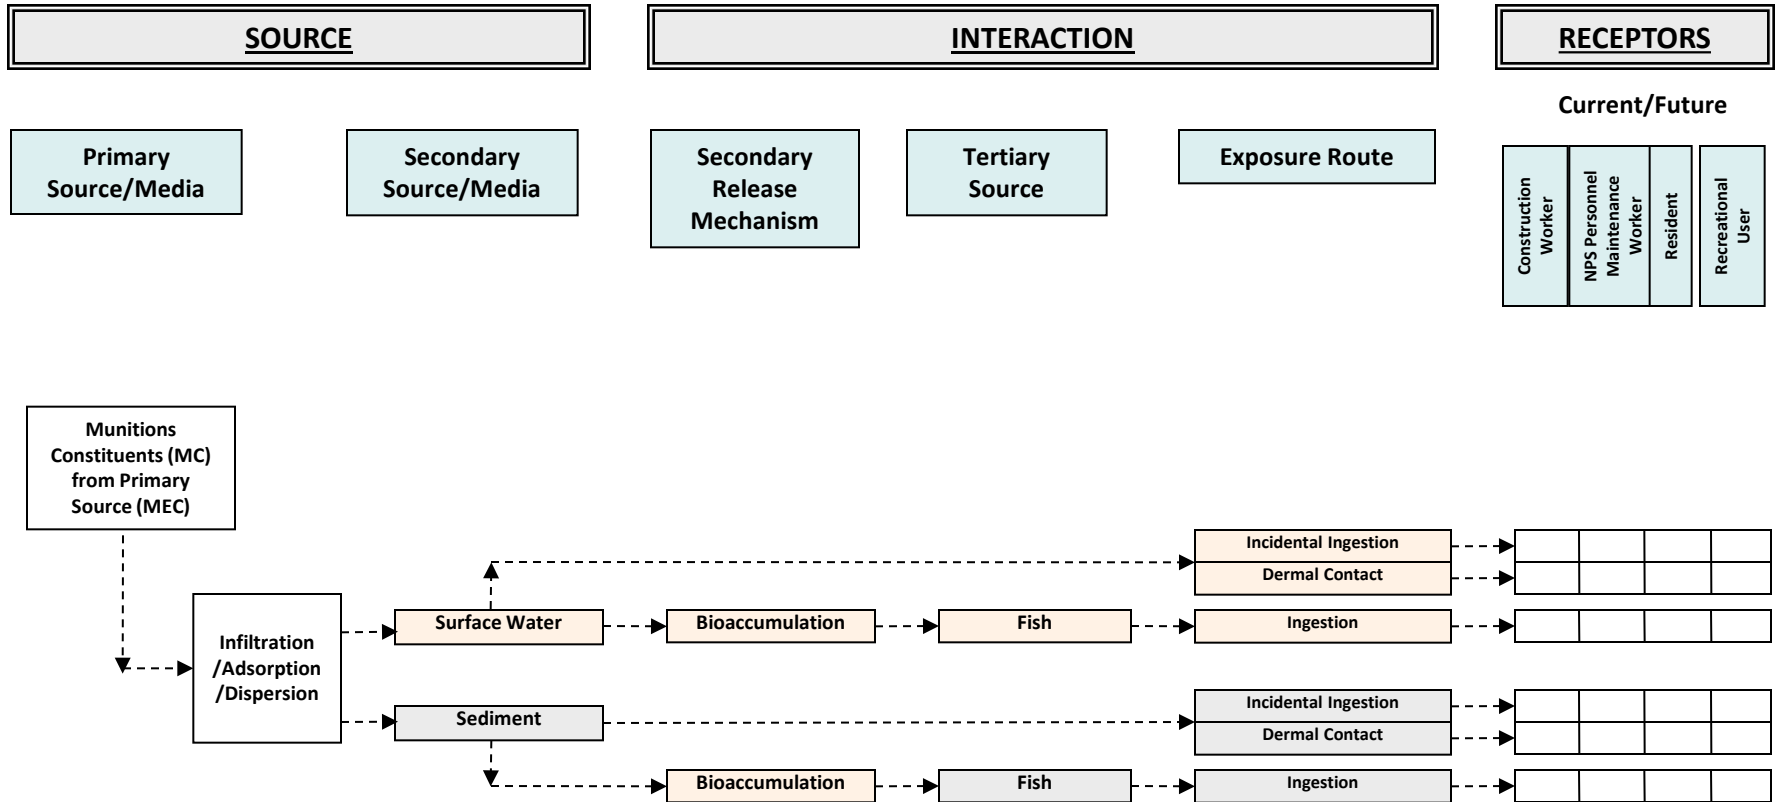 SOURCE
INTERACTION
RECEPTORS
Current/Future
Primary
Source/Media
Secondary
Source/Media
Secondary
Release
Mechanism
Tertiary
Source
Exposure Route
Construction
Worker
NPS Personnel
Maintenance
Worker
Resident
Recreational
User
Munitions
Constituents (MC)
from Primary
Source (MEC)
Infiltration
/Adsorption
/Dispersion
Incidental Ingestion
Dermal Contact
Surface Water
Bioaccumulation
Fish
Ingestion
Sediment
Incidental Ingestion
Dermal Contact
Bioaccumulation
Fish
Ingestion